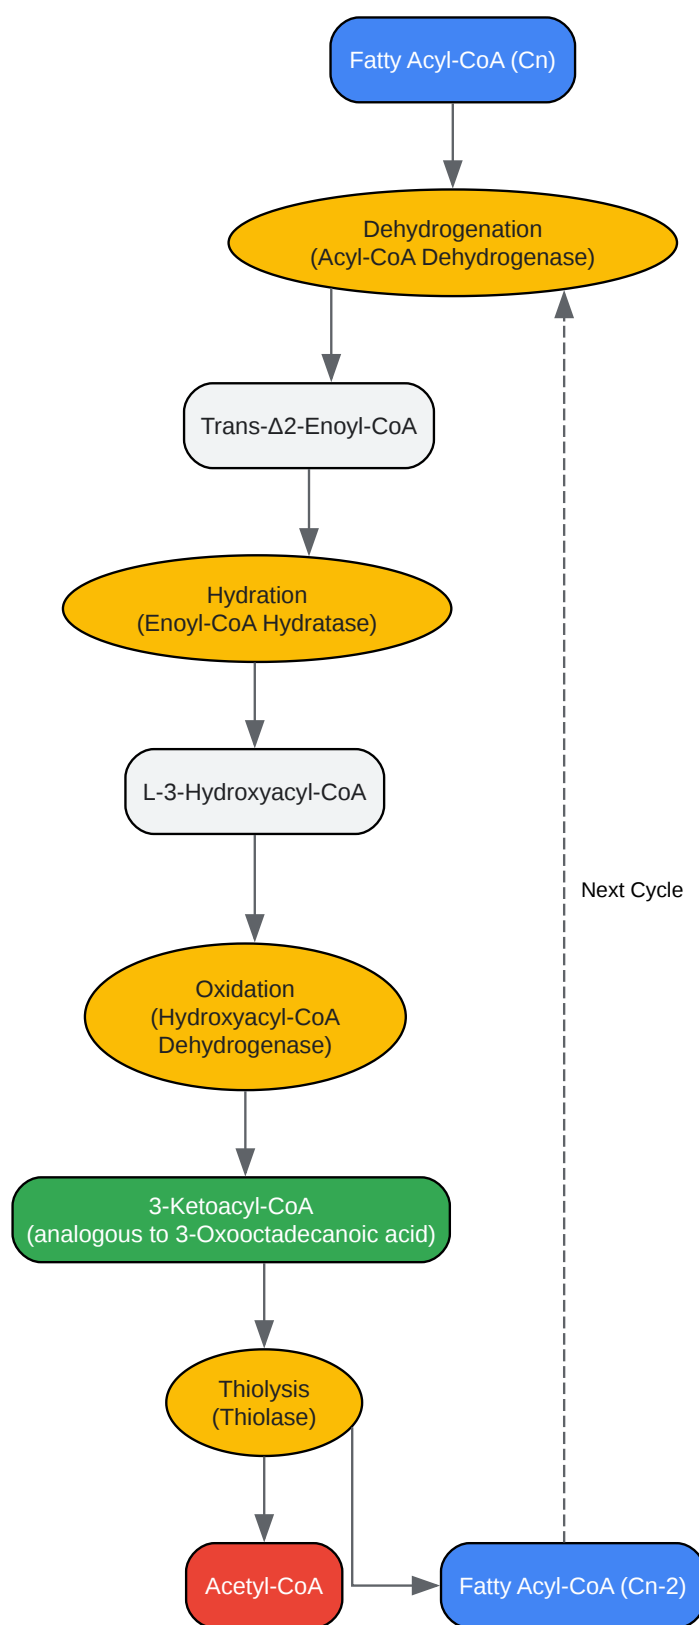 Fatty Acyl-CoA (Cn)
Dehydrogenation
(Acyl-CoA Dehydrogenase)
Trans-Δ2-Enoyl-CoA
Hydration
(Enoyl-CoA Hydratase)
L-3-Hydroxyacyl-CoA
Next Cycle
Oxidation
(Hydroxyacyl-CoA
Dehydrogenase)
3-Ketoacyl-CoA
(analogous to 3-Oxooctadecanoic acid)
Thiolysis
(Thiolase)
Acetyl-CoA
Fatty Acyl-CoA (Cn-2)